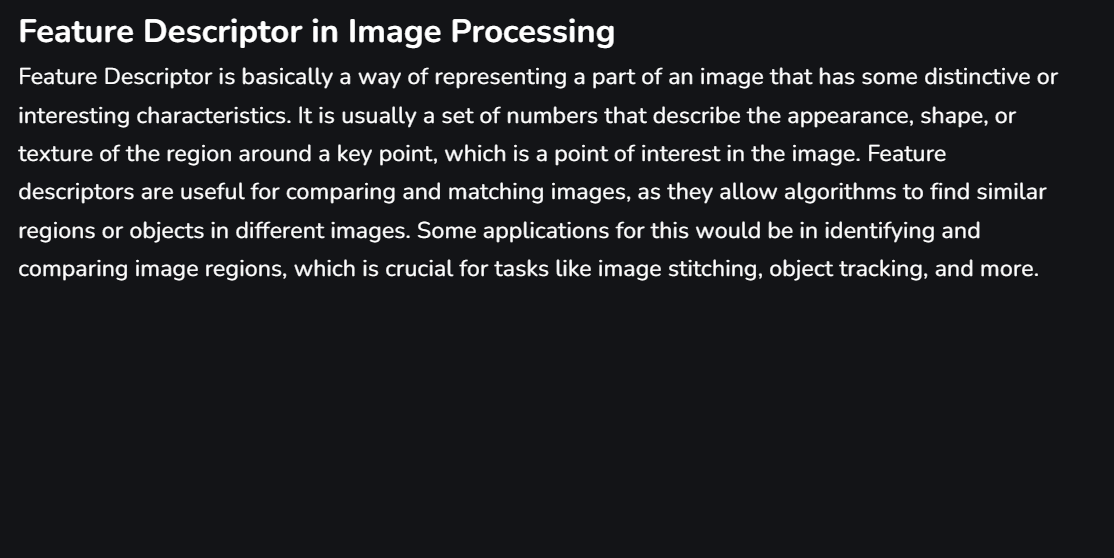 Feature Descriptor in Image Processing
Feature Descriptor is basically a way of representing a part of an image that has some distinctive or
interesting characteristics. It is usually a set of numbers that describe the appearance, shape, or
texture of the region around a key point, which is a point of interest in the image. Feature
descriptors are useful for comparing and matching images, as they allow algorithms to find similar
regions or objects in different images. Some applications for this would be in identifying and
comparing image regions, which is crucial for tasks like image stitching, object tracking, and more.